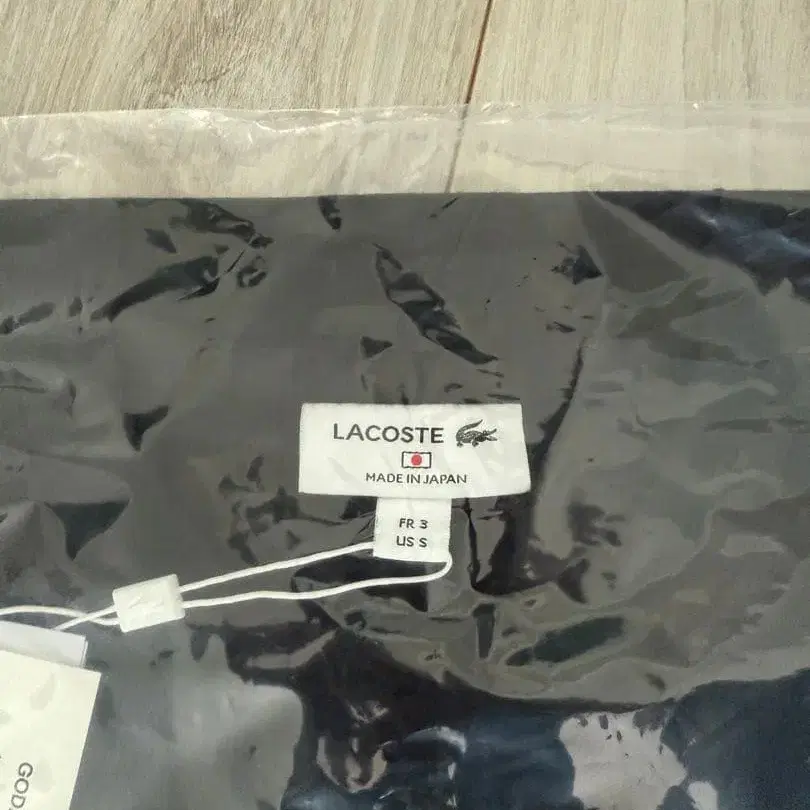 LACOSTE
MADE IN JAPAN
FR 3
US S